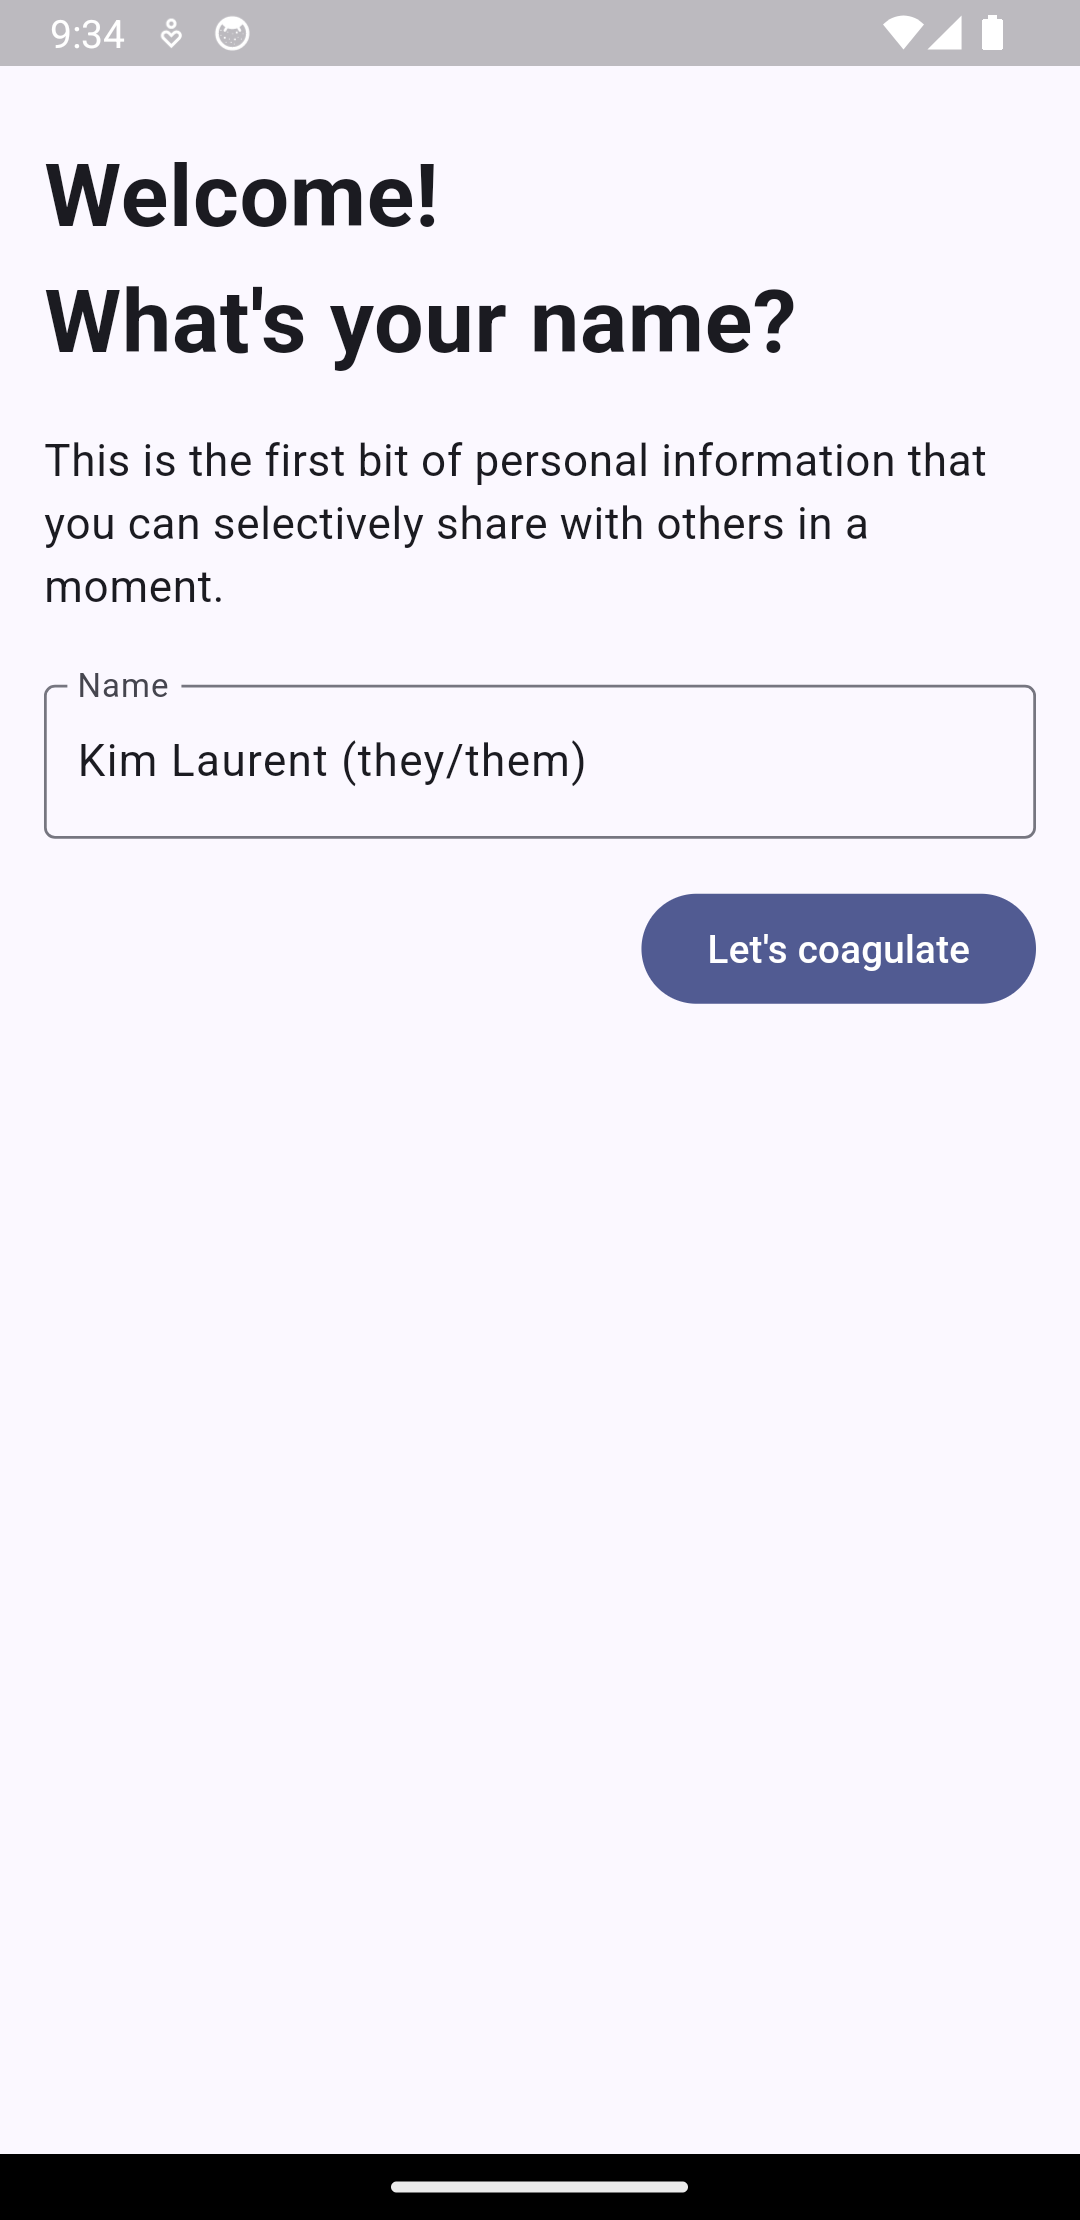 9:34
Welcome!
What's your name?
This is the first bit of personal information that
you can selectively share with others in a
moment.
Name
Kim Laurent (they/them)
Let's coagulate